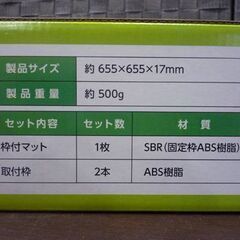 製品サイズ 約 655×655×17mm
製品重量 約 500g
セット内容 セット数 材質
枠付マット 1枚 SBR(固定枠ABS樹脂)
取付枠 2本 ABS樹脂